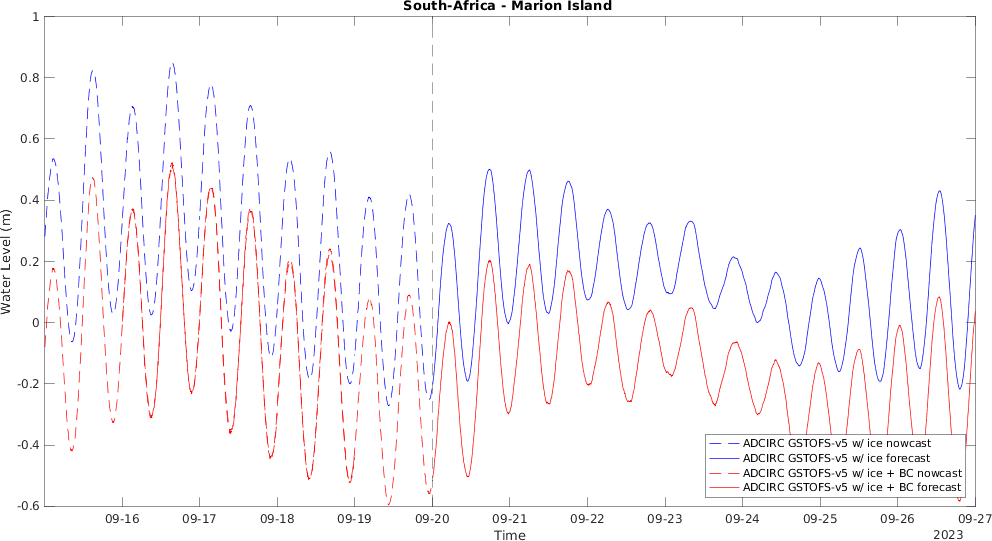 South-Africa - Marion Island
Water Level (m)
1
0.8
0.6
0.4
0.2
0
-0.2
-0.4
-0.6
ADCIRC GSTOFS-v5 w/ ice nowcast
ADCIRC GSTOFS-v5 w/ ice forecast
ADCIRC GSTOFS-v5 w/ ice + BC nowcast
ADCIRC GSTOFS-v5 w/ ice + BC forecast
09-16 09-17 09-18 09-19 09-20 09-21 09-22 09-23 09-24 09-25 09-26 09-27
Time
2023